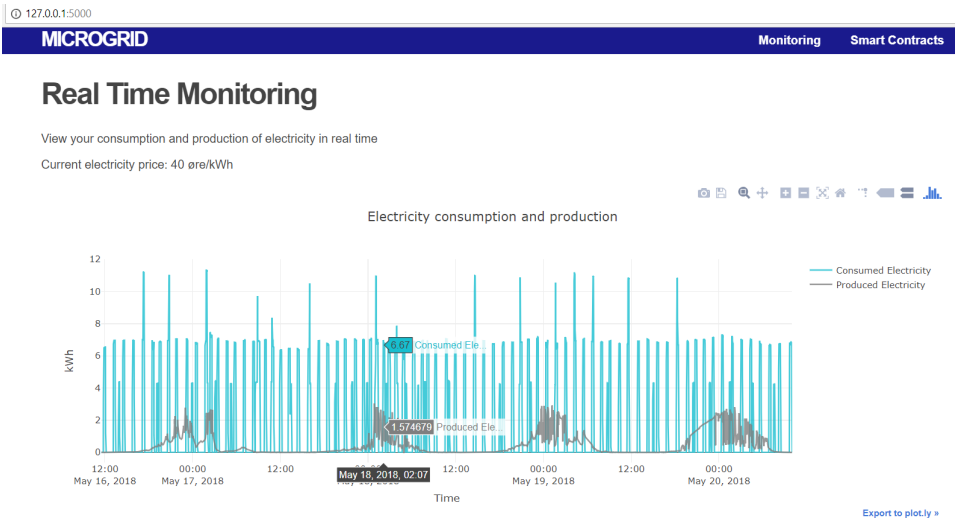 127.0.0.1:5000
MICROGRID
Monitoring
Smart Contracts
Real Time Monitoring
View your consumption and production of electricity in real time
Current electricity price: 40 øre/kWh
Electricity consumption and production
12
10
8
6
4
2
0
kWh
6.67 Consumed Ele...
1.574679 Produced Ele...
Consumed Electricity
Produced Electricity
12:00 00:00 12:00 12:00 00:00 12:00 00:00
May 16, 2018 May 17, 2018 May 18, 2018, 02:07 May 19, 2018 May 20, 2018
Time
Export to plot.ly »